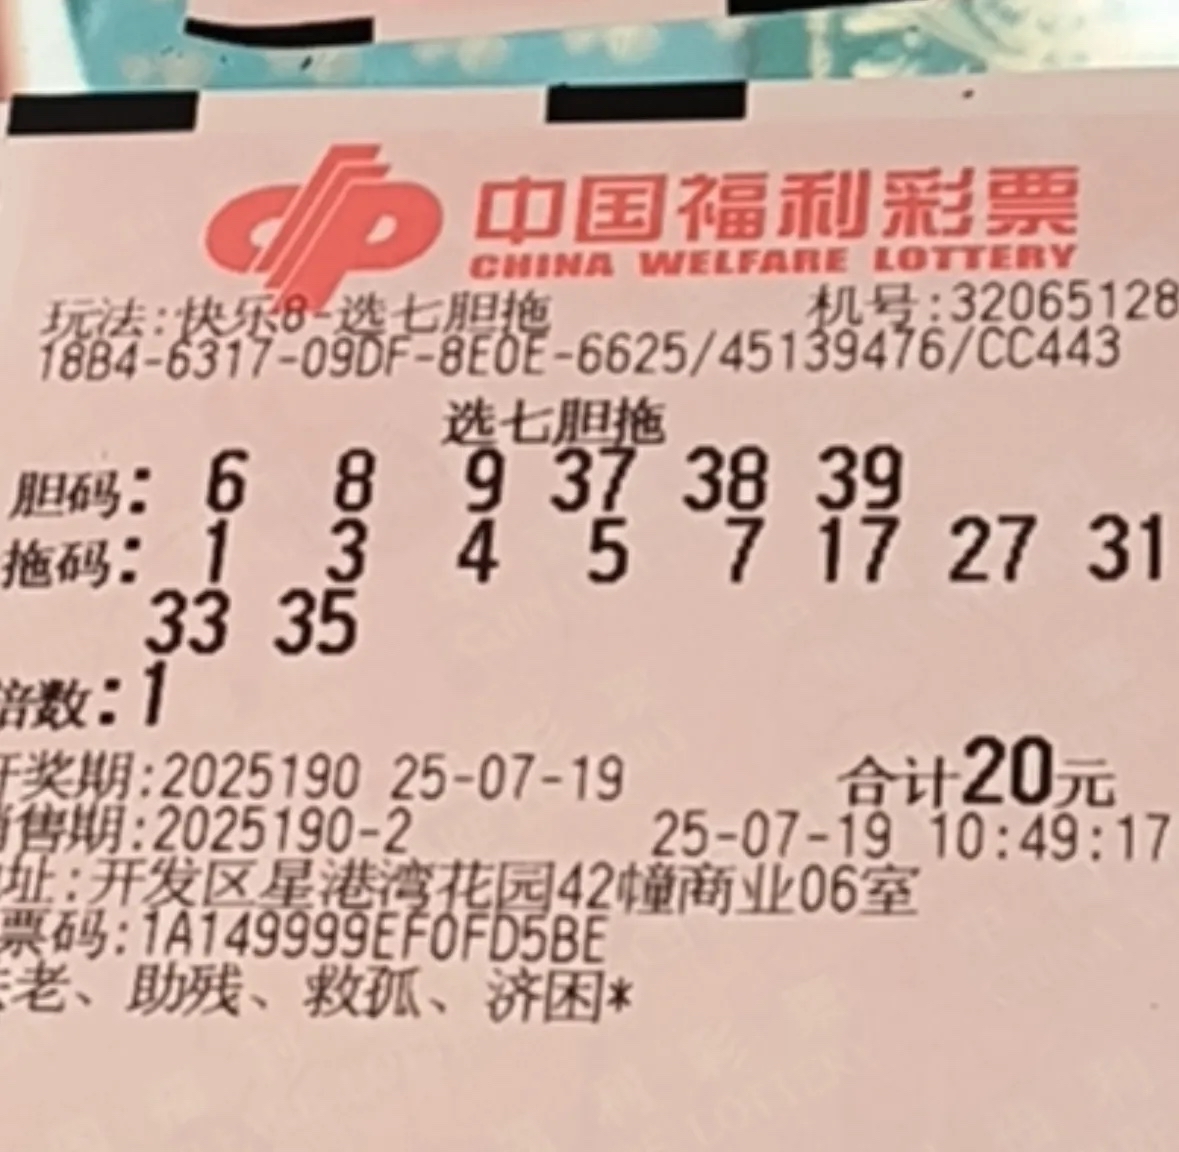 中国福利彩票
CHINA WELFARE LOTTERY
玩法:快乐8-选七胆拖 机号:32065128
18B4-6317-09DF-8E0E-6625/45139476/CC443
选七胆拖
胆码: 6 8 9 37 38 39
拖码: 1 3 4 5 7 17 27 31
33 35
倍数:1
开奖期:2025190 25-07-19 合计20元
销售期:2025190-2 25-07-19 10:49:17
址:开发区星港湾花园42幢商业06室
票码:1A149999EF0FD5BE
老、助残、救孤、济困*